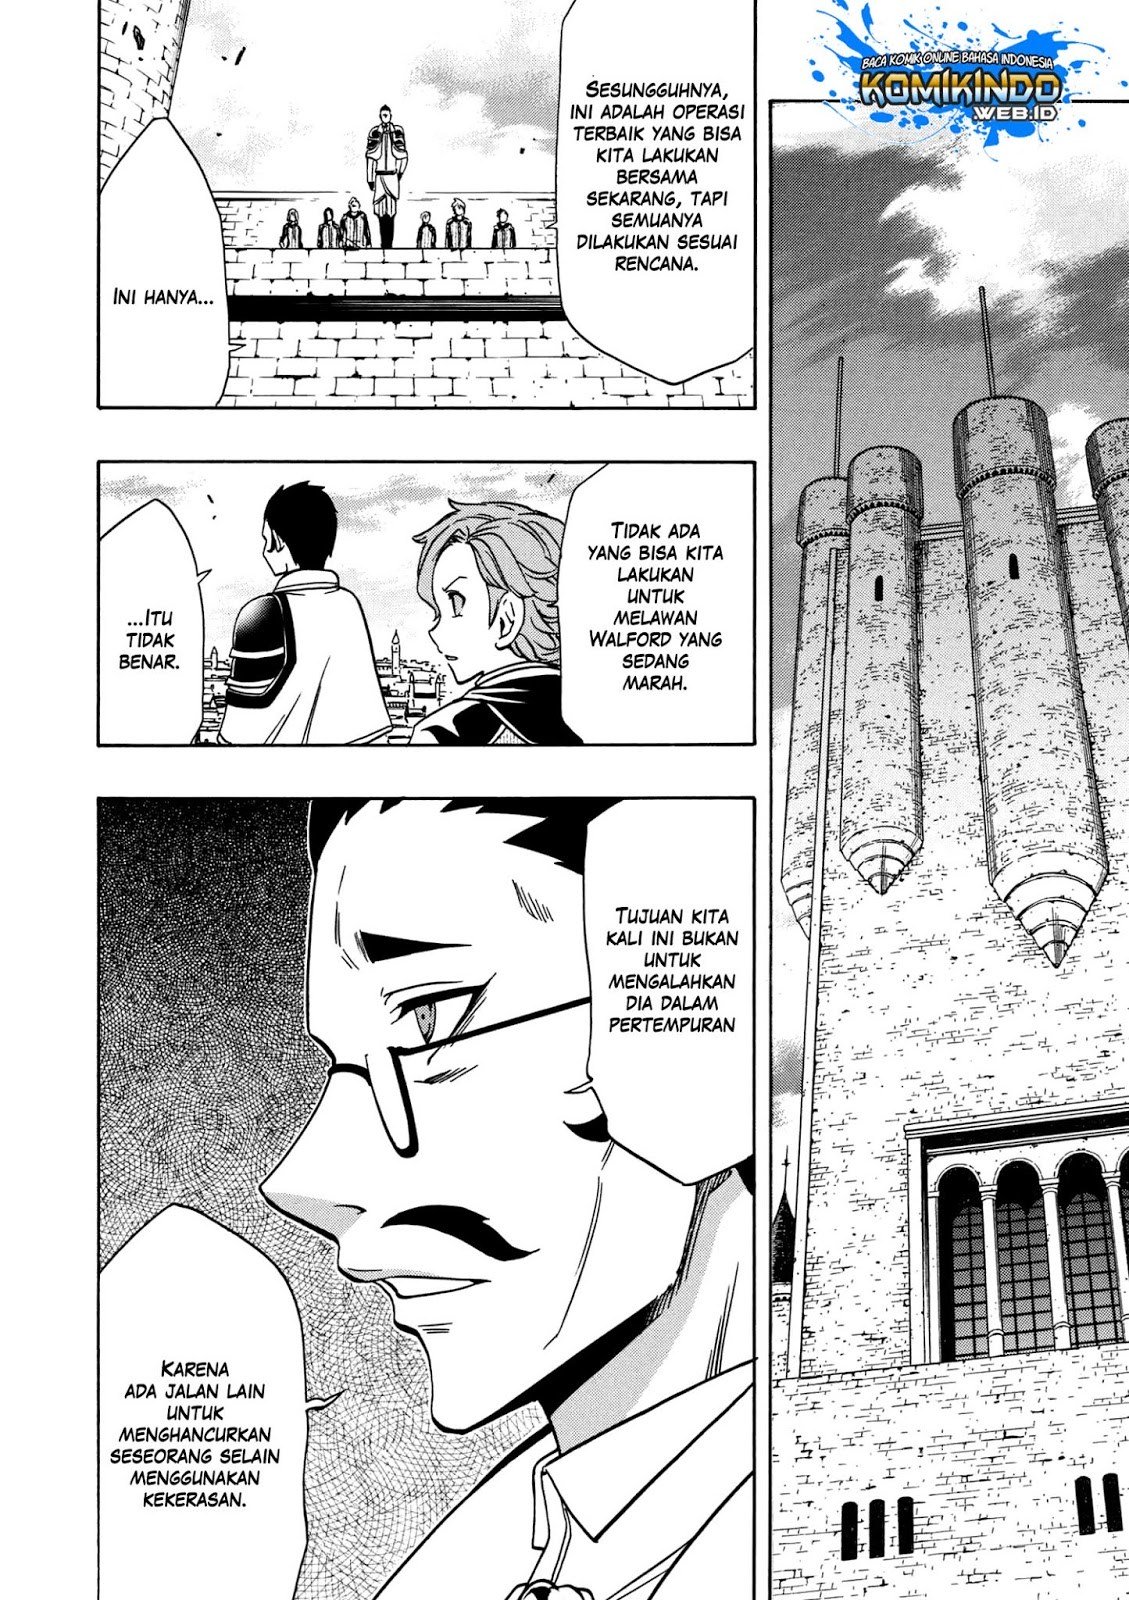 BACA KOMIK ONLINE BAHASA INDONESIA
KOMIKINDO
.WEB.ID
SESUNGGUHNYA,
INI ADALAH OPERASI
TERBAIK YANG BISA
KITA LAKUKAN
BERSAMA
SEKARANG, TAPI
SEMUANYA
DILAKUKAN SESUAI
RENCANA.
INI HANYA...
TIDAK ADA
YANG BISA KITA
LAKUKAN
UNTUK
MELAWAN
WALFORD YANG
SEDANG
MARAH.
...ITU
TIDAK
BENAR.
TUJUAN KITA
KALI INI BUKAN
UNTUK
MENGALAHKAN
DIA DALAM
PERTEMPURAN
KARENA
ADA JALAN LAIN
UNTUK
MENGHANCURKAN
SESEORANG SELAIN
MENGGUNAKAN
KEKERASAN.